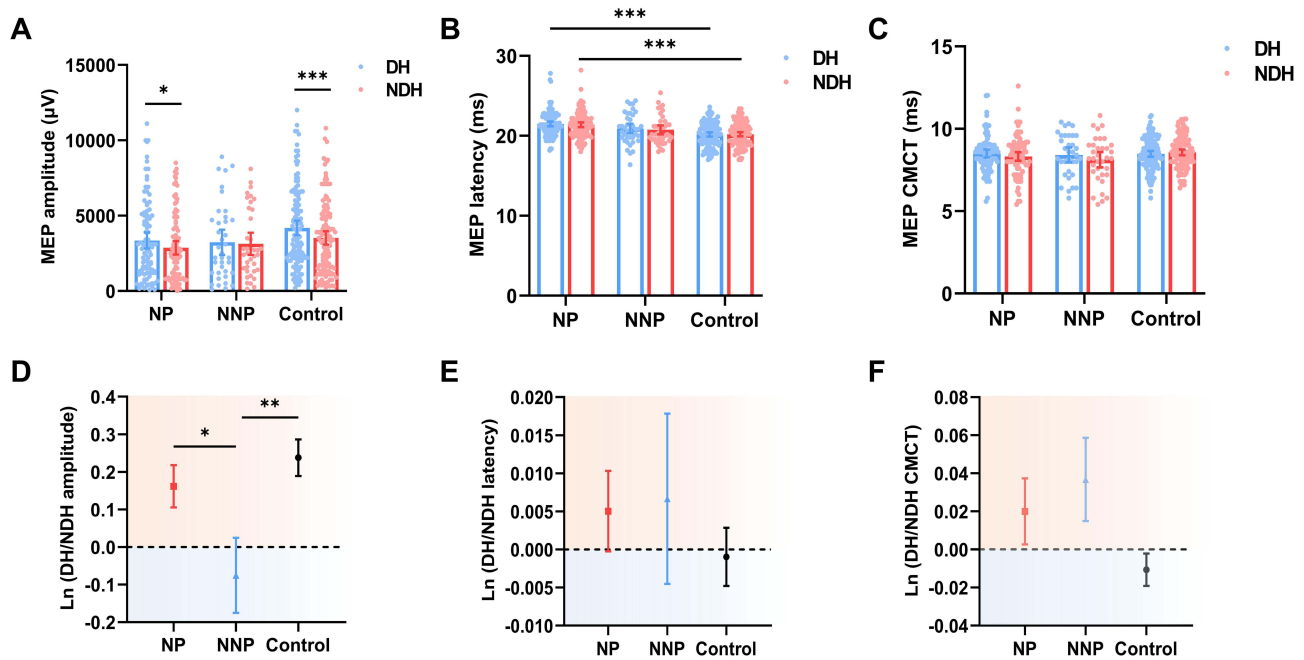 A
MEP amplitude (µV)
15000
10000
5000
0
*
***
DH
NDH
NP
NNP
Control
B
MEP latency (ms)
30
20
10
0
***
***
DH
NDH
NP
NNP
Control
C
MEP CMCT (ms)
15
10
5
0
DH
NDH
NP
NNP
Control
D
Ln (DH/NDH amplitude)
0.4
0.3
0.2
0.1
0.0
-0.1
-0.2
*
**
NP
NNP
Control
E
Ln (DH/NDH latency)
0.020
0.015
0.010
0.005
0.000
-0.005
-0.010
NP
NNP
Control
F
Ln (DH/NDH CMCT)
0.08
0.06
0.04
0.02
0.00
-0.02
-0.04
NP
NNP
Control